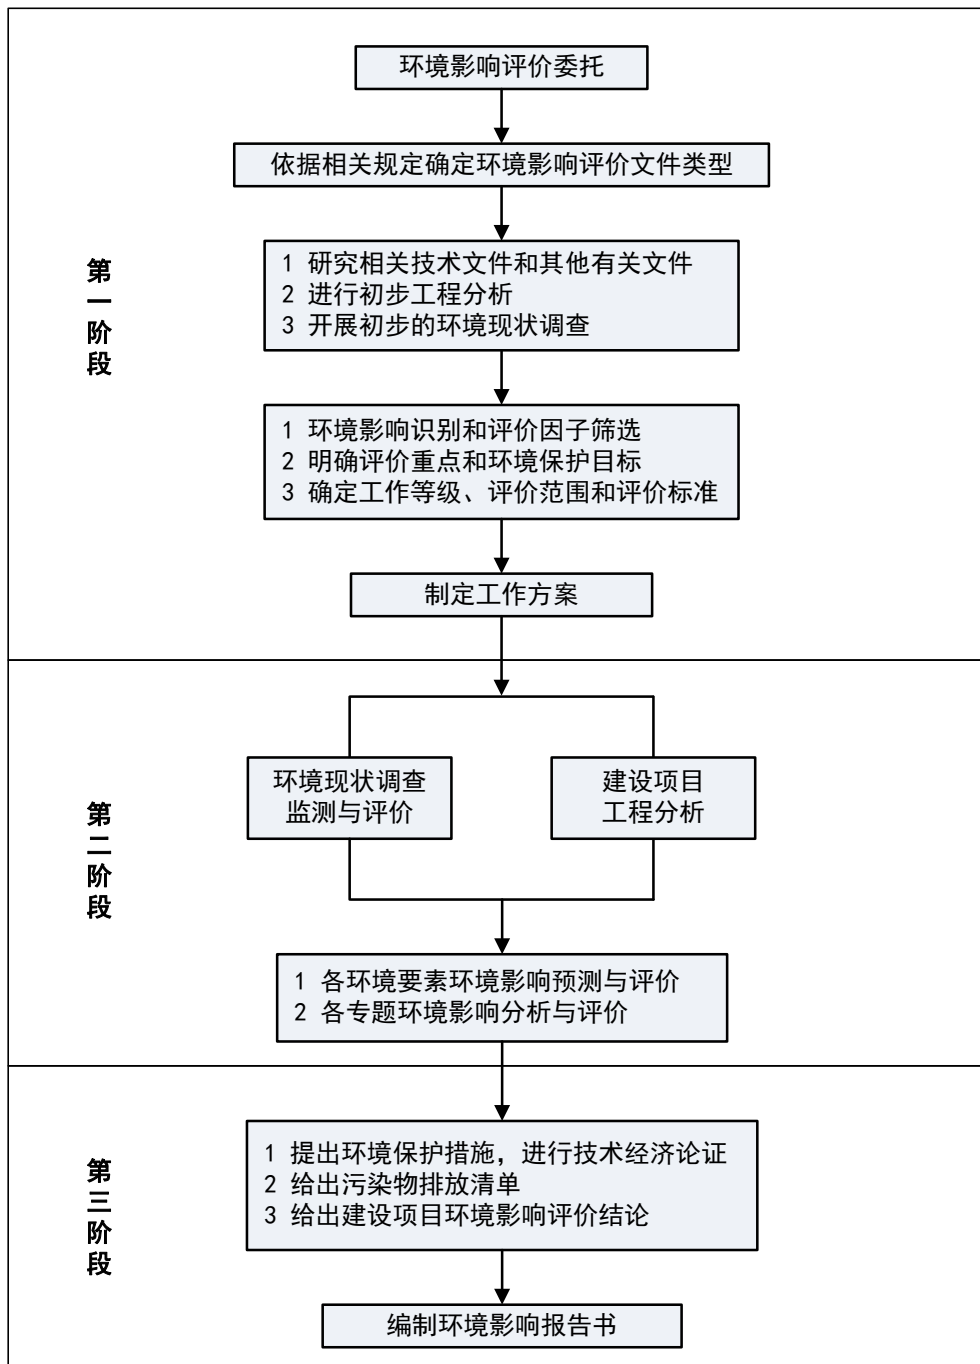 环境影响评价委托
依据相关规定确定环境影响评价文件类型
第一阶段
1 研究相关技术文件和其他有关文件
2 进行初步工程分析
3 开展初步的环境现状调查
1 环境影响识别和评价因子筛选
2 明确评价重点和环境保护目标
3 确定工作等级、评价范围和评价标准
制定工作方案
第二阶段
环境现状调查
监测与评价
建设项目
工程分析
1 各环境要素环境影响预测与评价
2 各专题环境影响分析与评价
第三阶段
1 提出环境保护措施，进行技术经济论证
2 给出污染物排放清单
3 给出建设项目环境影响评价结论
编制环境影响报告书